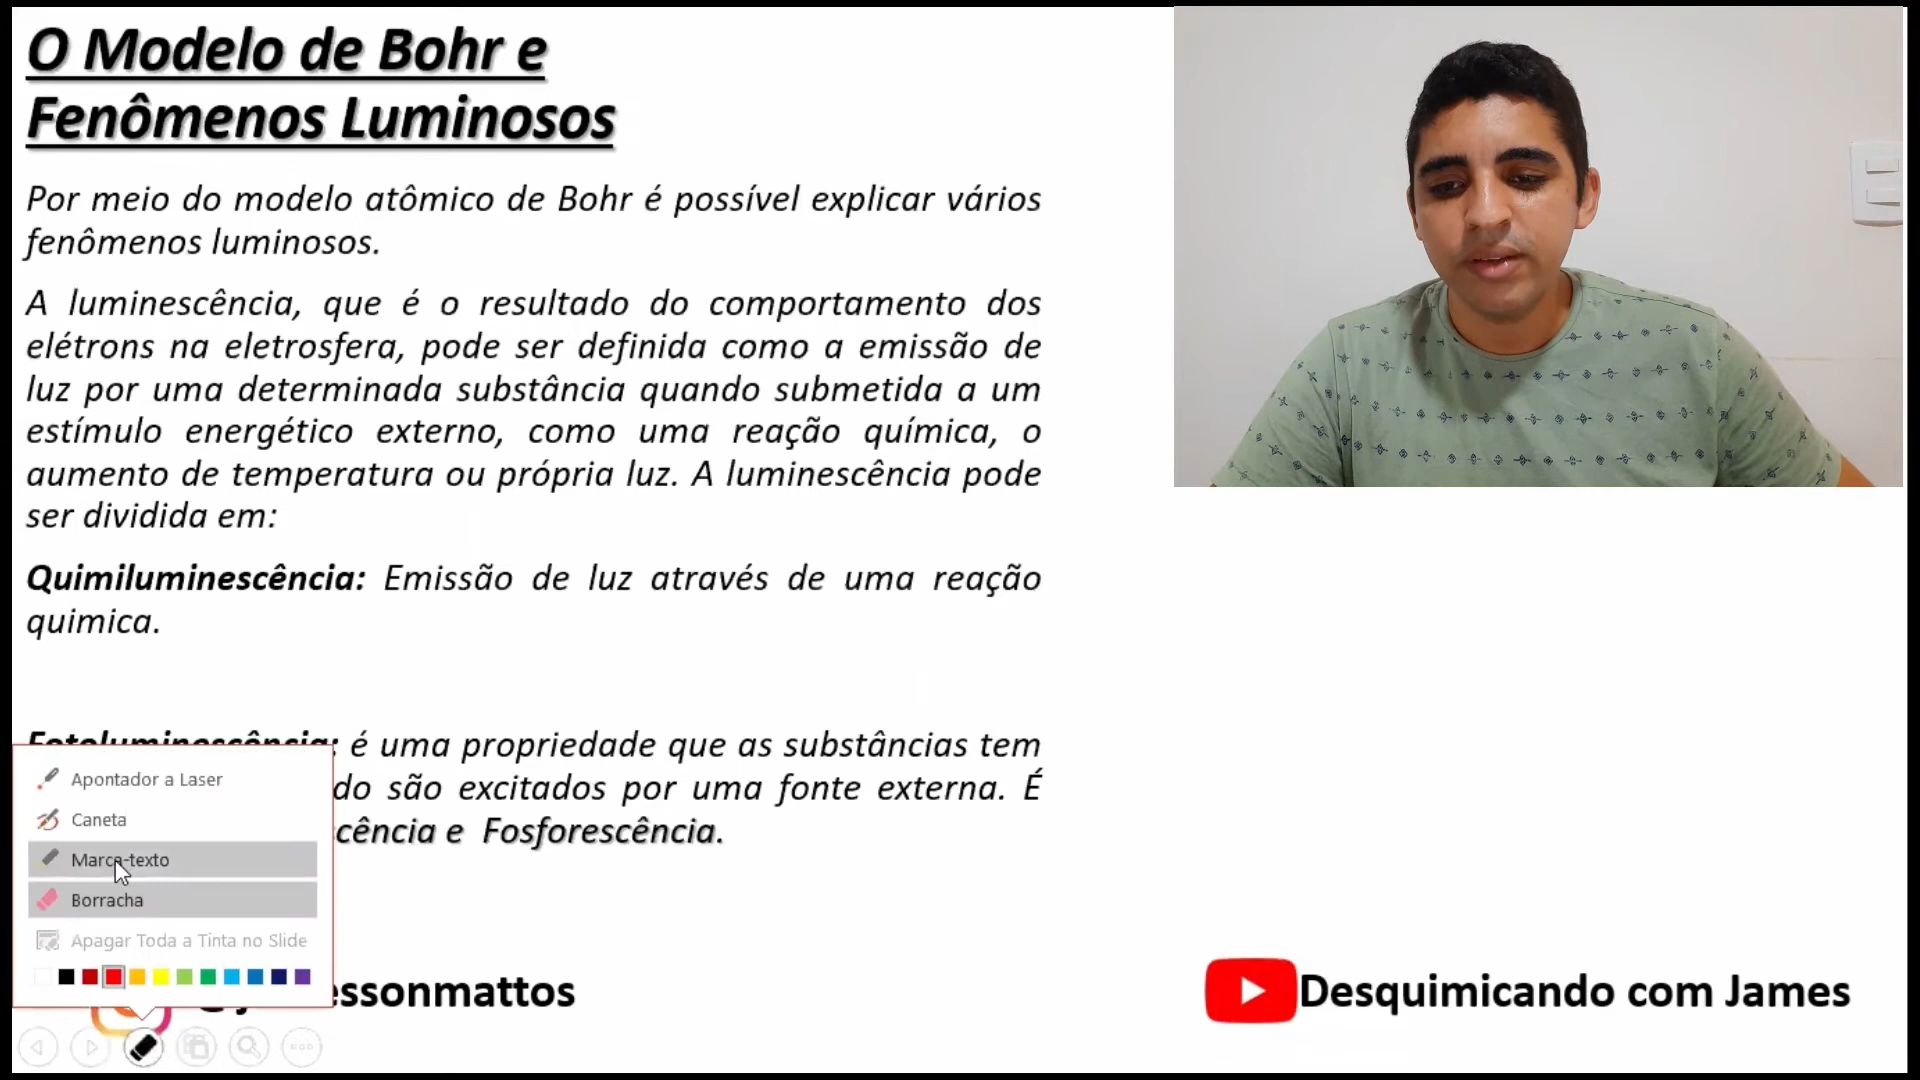 O Modelo de Bohr e
Fenômenos Luminosos
Por meio do modelo atômico de Bohr é possível explicar vários
fenômenos luminosos.
A luminescência, que é o resultado do comportamento dos
elétrons na eletrosfera, pode ser definida como a emissão de
luz por uma determinada substância quando submetida a um
estímulo energético externo, como uma reação química, o
aumento de temperatura ou própria luz. A luminescência pode
ser dividida em:
Quimiluminescência: Emissão de luz através de uma reação
quimica.
Fotoluminescência: é uma propriedade que as substâncias tem
do são excitados por uma fonte externa. É
cência e Fosforescência.
Apontador a Laser
Caneta
Marca-texto
Borracha
Apagar Toda a Tinta no Slide
essonmattos
Desquimicando com James